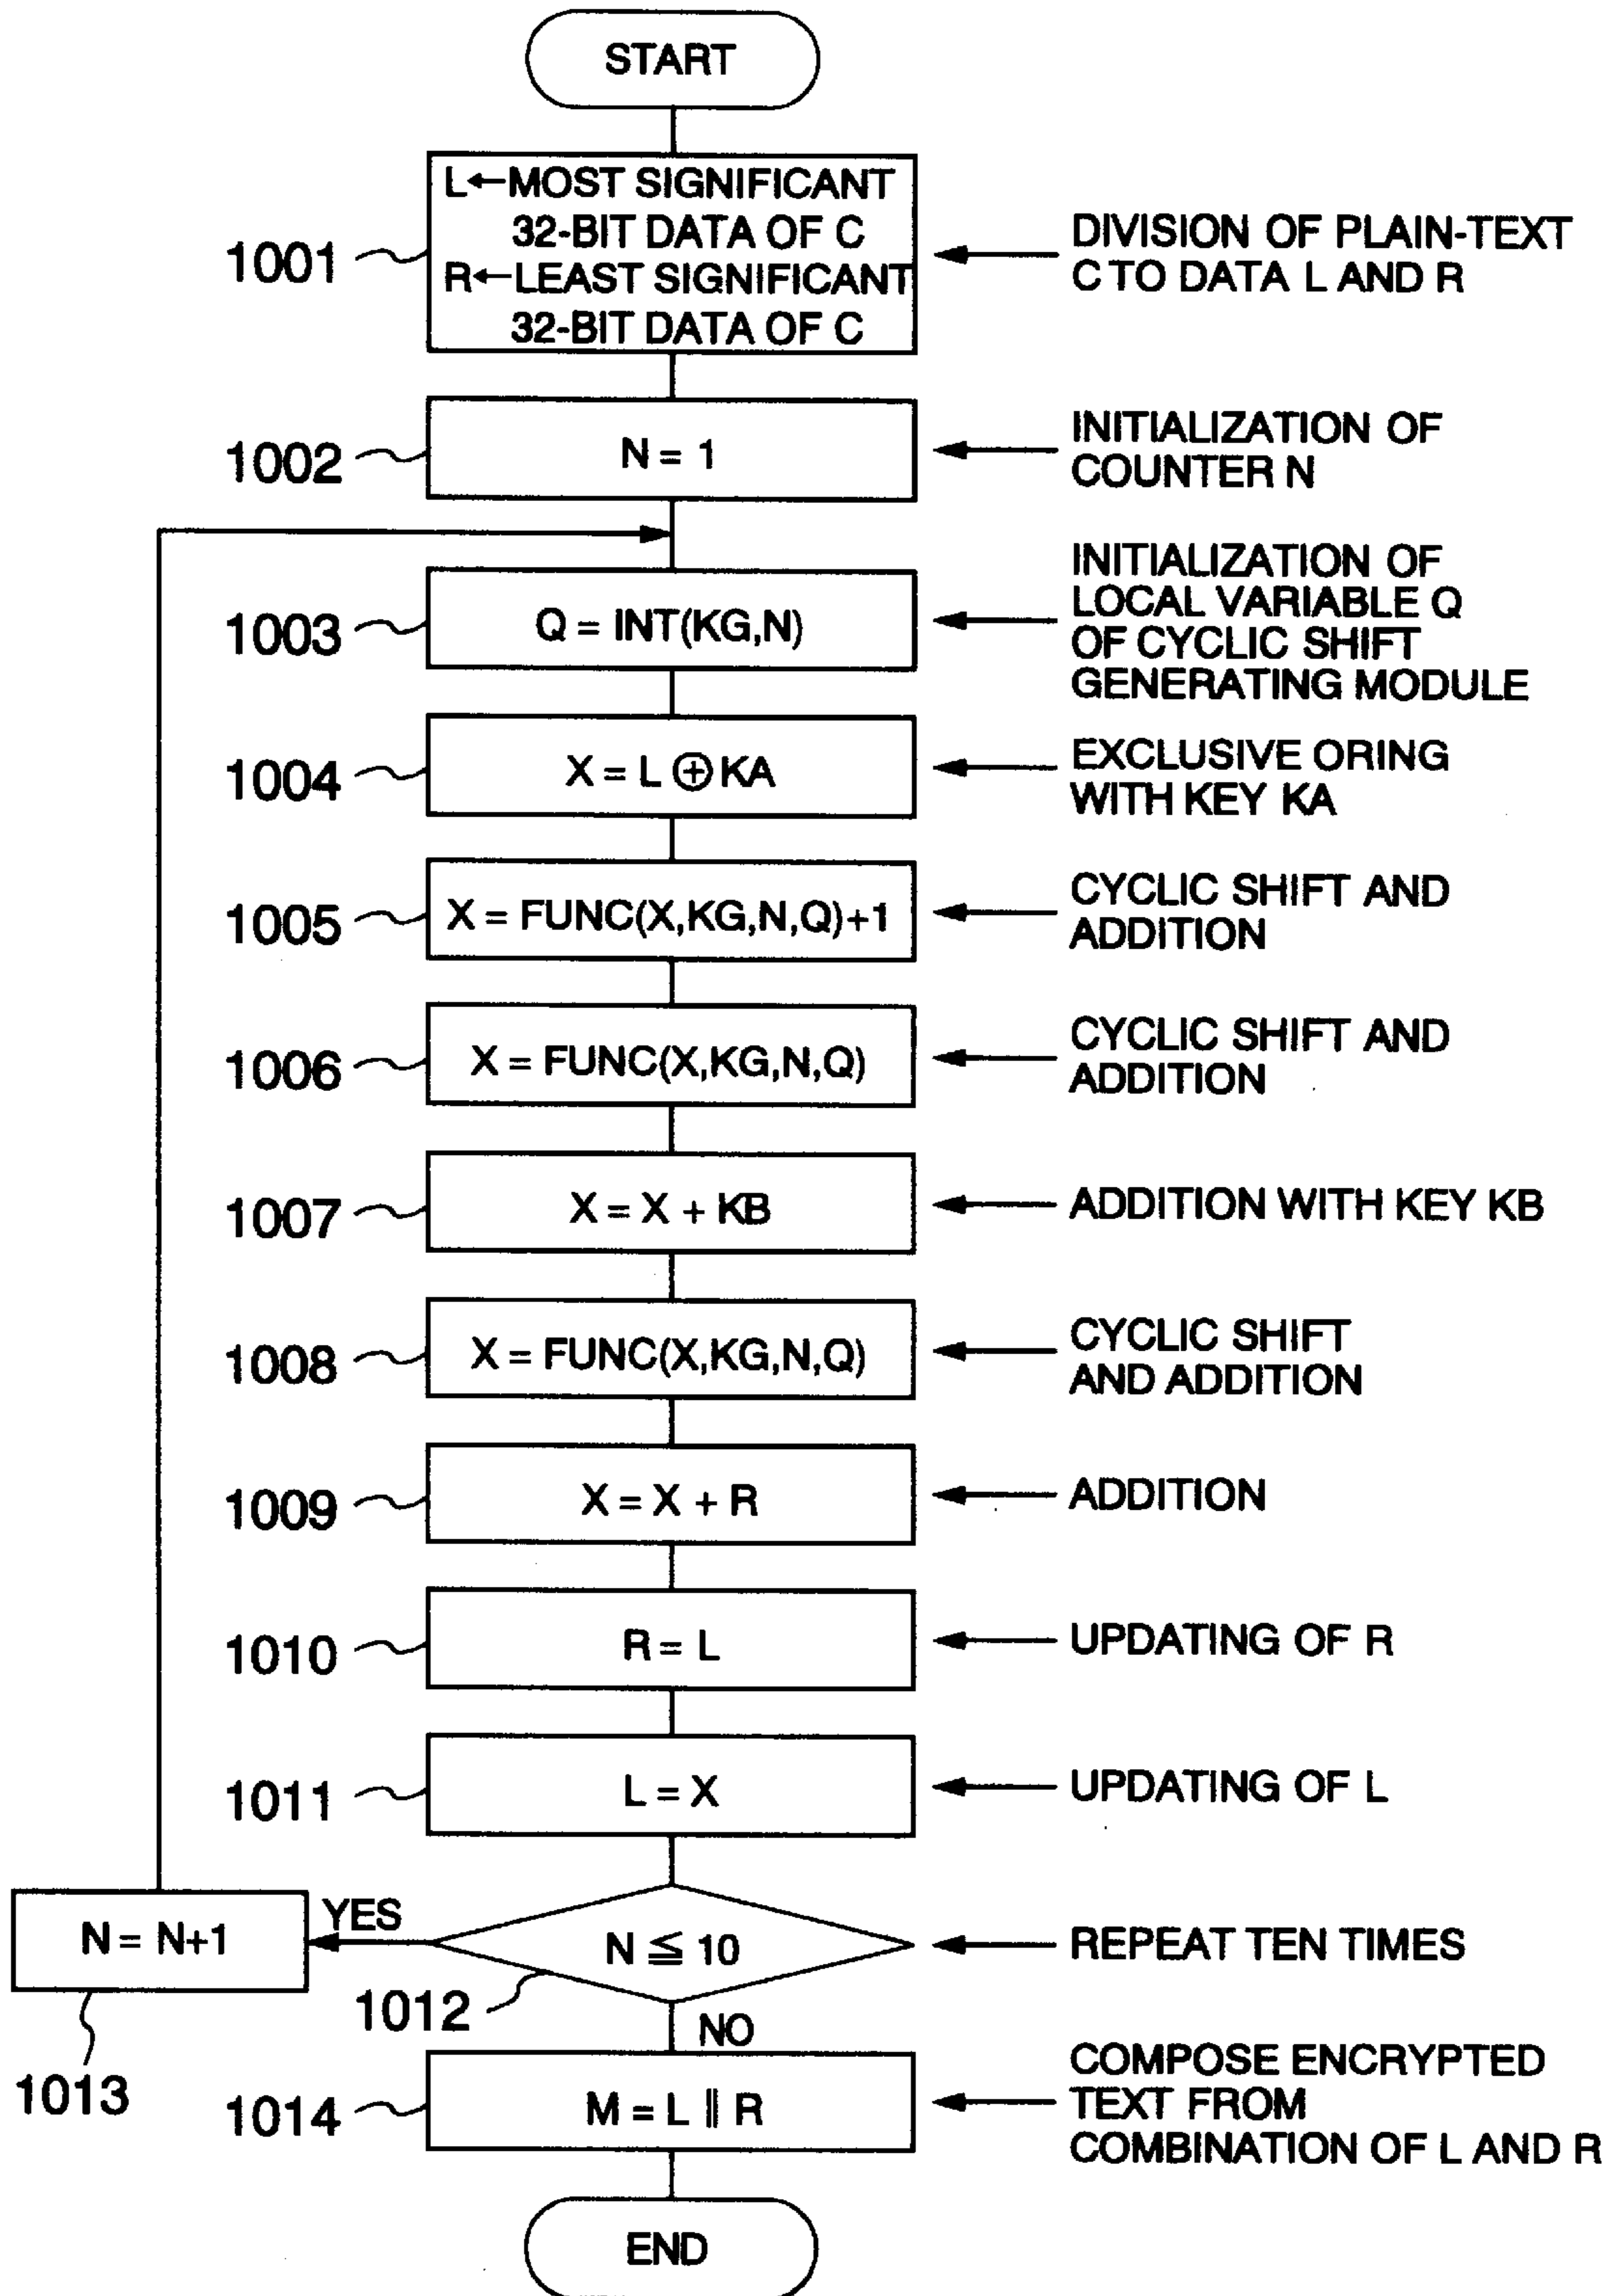 START
L←MOST SIGNIFICANT
32-BIT DATA OF C
R←LEAST SIGNIFICANT
32-BIT DATA OF C
1001
DIVISION OF PLAIN-TEXT
C TO DATA L AND R
1002
N = 1
INITIALIZATION OF
COUNTER N
1003
Q = INT(KG,N)
INITIALIZATION OF
LOCAL VARIABLE Q
OF CYCLIC SHIFT
GENERATING MODULE
1004
X = L ⊕ KA
EXCLUSIVE ORING
WITH KEY KA
1005
X = FUNC(X,KG,N,Q)+1
CYCLIC SHIFT AND
ADDITION
1006
X = FUNC(X,KG,N,Q)
CYCLIC SHIFT AND
ADDITION
1007
X = X + KB
ADDITION WITH KEY KB
1008
X = FUNC(X,KG,N,Q)
CYCLIC SHIFT
AND ADDITION
1009
X = X + R
ADDITION
1010
R = L
UPDATING OF R
1011
L = X
UPDATING OF L
N = N+1
YES
N ≦ 10
REPEAT TEN TIMES
1012
NO
1013
1014
M = L ∥ R
COMPOSE ENCRYPTED
TEXT FROM
COMBINATION OF L AND R
END